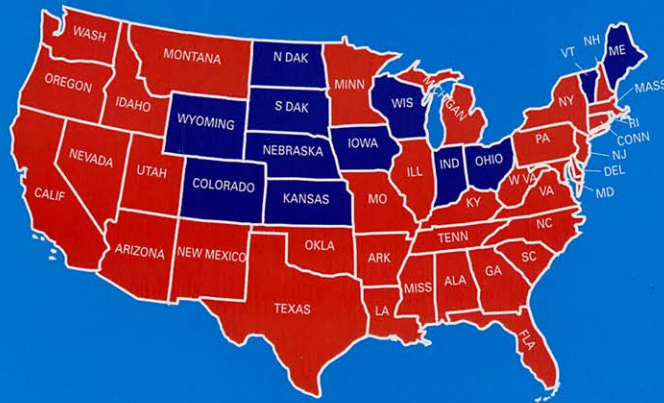 WASH
OREGON
CALIF
NEVADA
IDAHO
MONTANA
WYOMING
UTAH
COLORADO
ARIZONA
NEW MEXICO
N DAK
S DAK
NEBRASKA
KANSAS
OKLA
TEXAS
MINN
IOWA
MO
ARK
LA
WIS
ILL
MICHIGAN
IND
OHIO
KY
TENN
MISS
ALA
GA
FLA
SC
NC
VA
W VA
PA
NY
VT
NH
ME
MASS
RI
CONN
NJ
DEL
MD